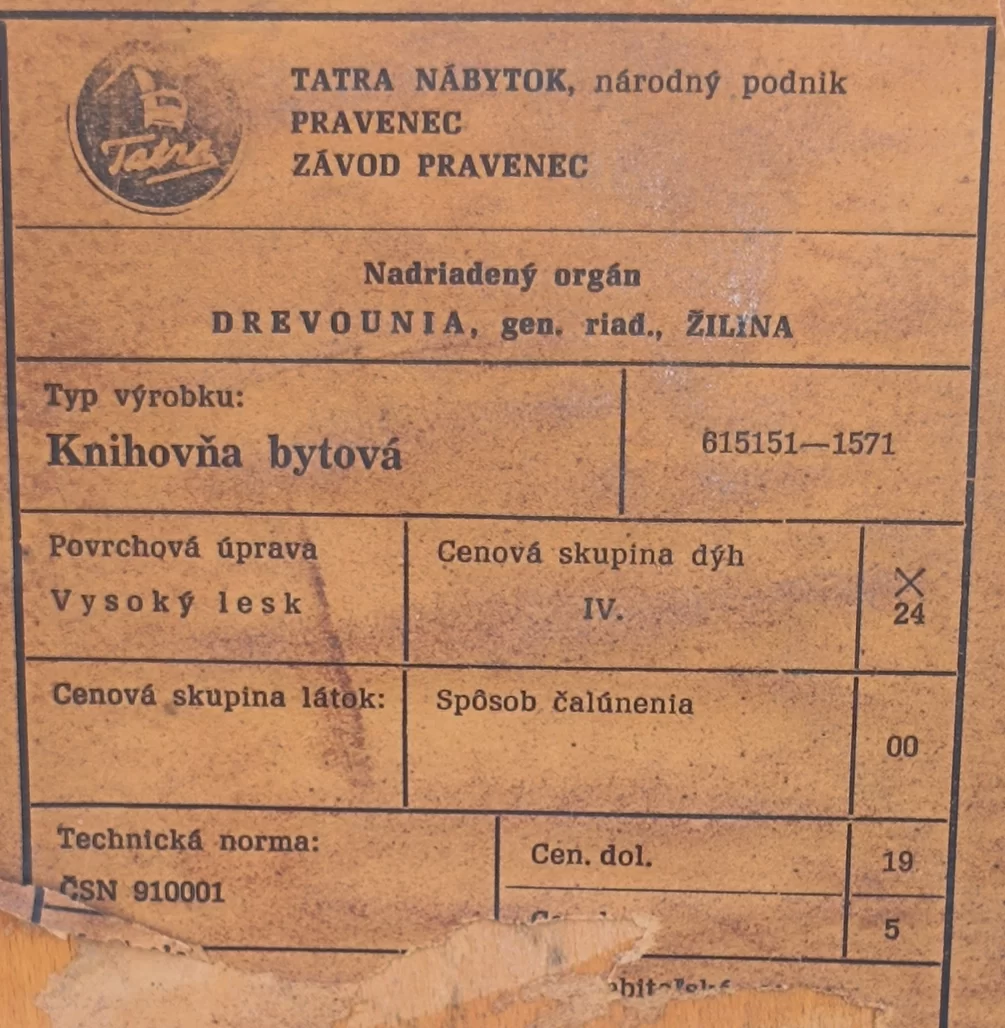 Tatra
TATRA NÁBYTOK, národný podnik
PRAVENEC
ZÁVOD PRAVENEC
Nadriadený orgán
DREVOUNIA, gen. riad., ŽILINA
Typ výrobku:
Knihovňa bytová
615151—1571
Povrchová úprava
Vysoký lesk
Cenová skupina dýh
IV.
X
24
Cenová skupina látok:
Spôsob čalúnenia
00
Technická norma:
ČSN 910001
Cen. dol.
19
5